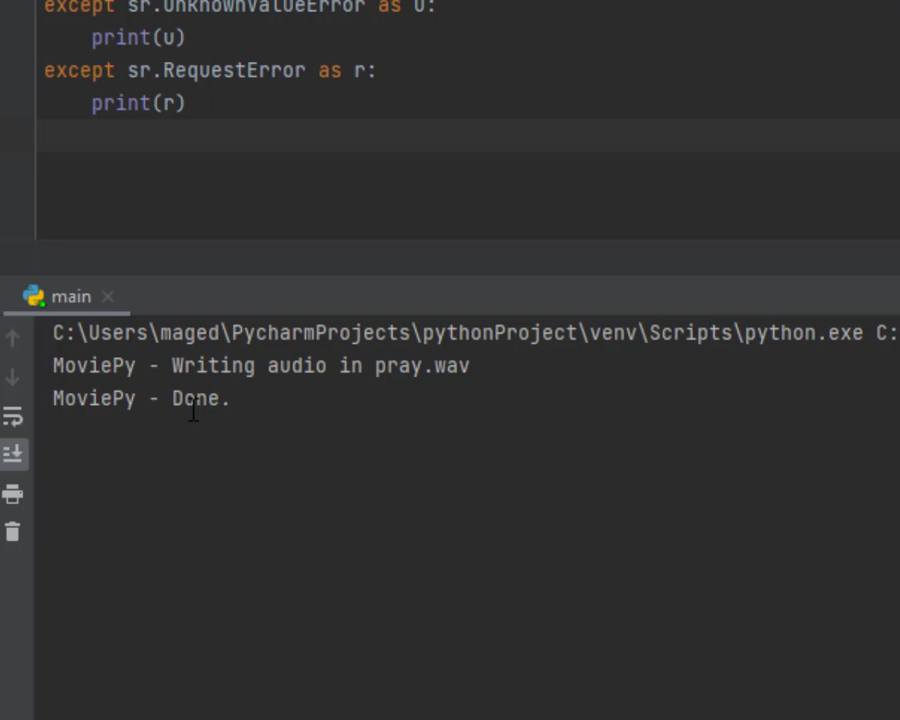 except sr.UnknownValueError as U:
print(u)
except sr.RequestError as r:
print(r)
main
C:\Users\maged\PycharmProjects\pythonProject\venv\Scripts\python.exe C:
MoviePy - Writing audio in pray.wav
MoviePy - Done.